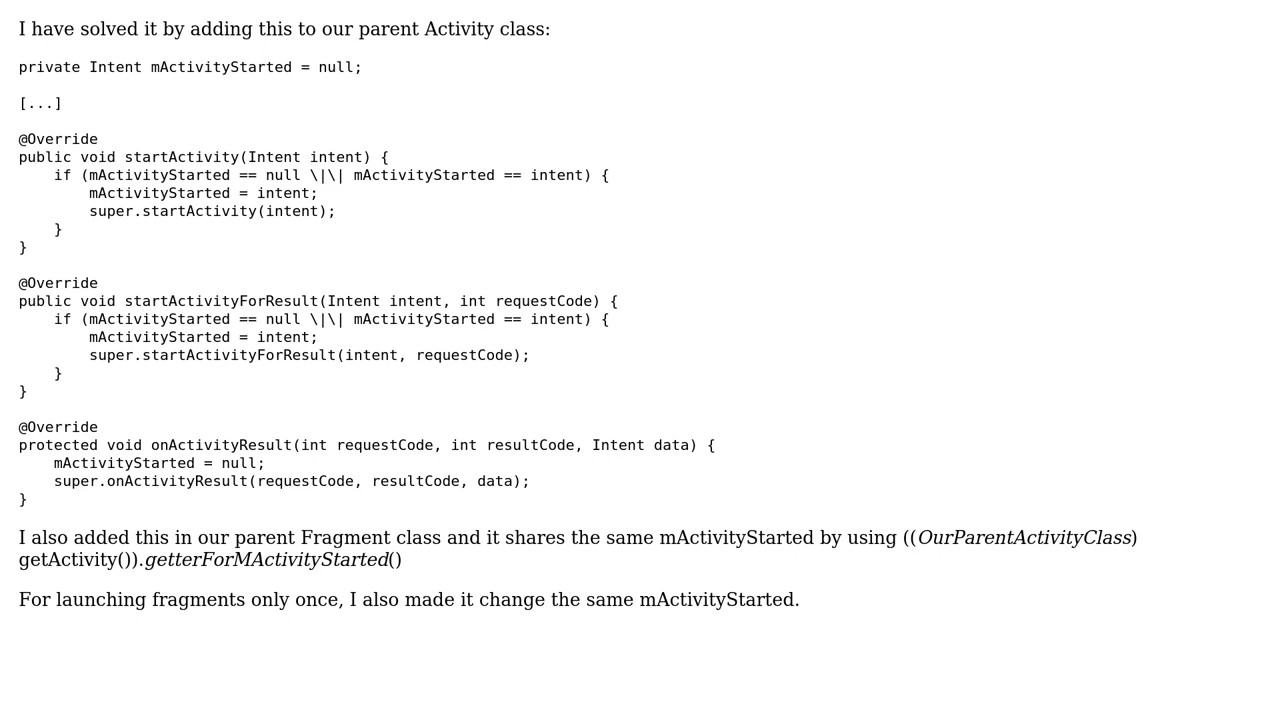 I have solved it by adding this to our parent Activity class:
private Intent mActivityStarted = null;
[...]
@Override
public void startActivity(Intent intent) {
    if (mActivityStarted == null \|\| mActivityStarted == intent) {
        mActivityStarted = intent;
        super.startActivity(intent);
    }
}
@Override
public void startActivityForResult(Intent intent, int requestCode) {
    if (mActivityStarted == null \|\| mActivityStarted == intent) {
        mActivityStarted = intent;
        super.startActivityForResult(intent, requestCode);
    }
}
@Override
protected void onActivityResult(int requestCode, int resultCode, Intent data) {
    mActivityStarted = null;
    super.onActivityResult(requestCode, resultCode, data);
}
I also added this in our parent Fragment class and it shares the same mActivityStarted by using ((OurParentActivityClass)
getActivity()).getterForMActivityStarted()
For launching fragments only once, I also made it change the same mActivityStarted.